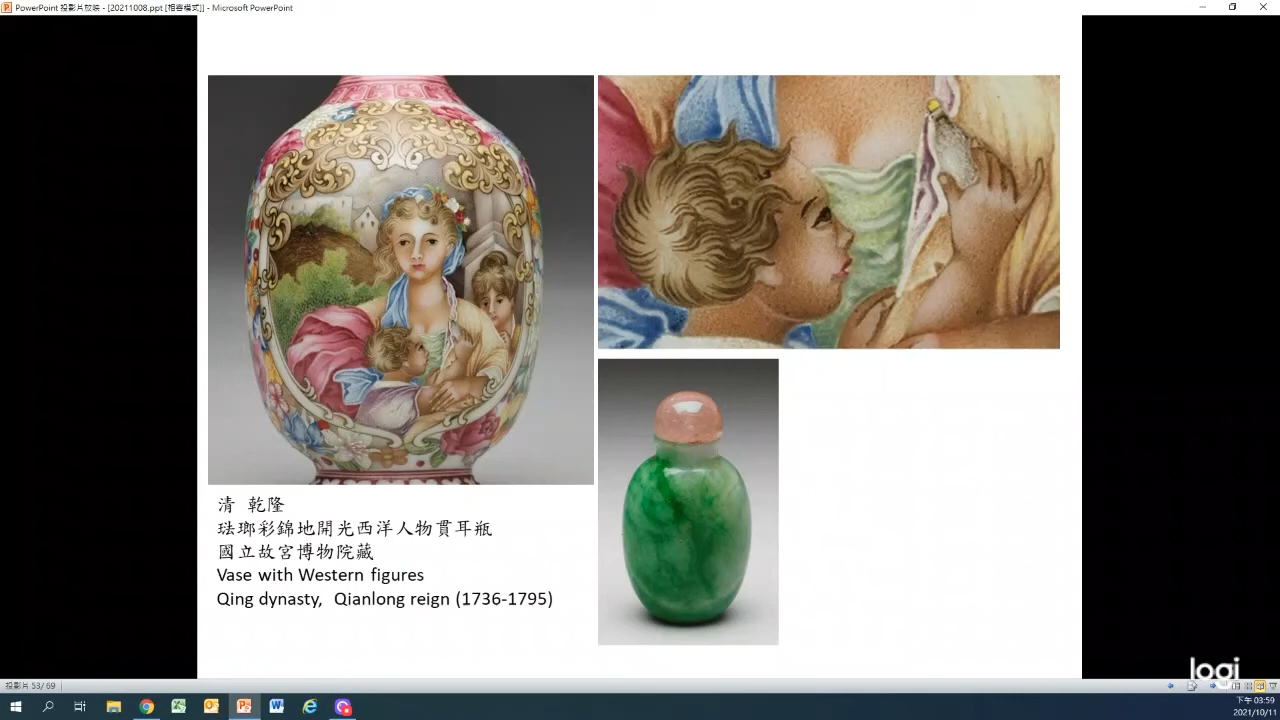 PowerPoint 投影片放映 - [20211008.ppt [相容模式]] - Microsoft PowerPoint
清 乾隆
琺瑯彩錦地開光西洋人物貫耳瓶
國立故宮博物院藏
Vase with Western figures
Qing dynasty, Qianlong reign (1736-1795)
logi
投影片 53/69
下午 03:59
2021/10/11